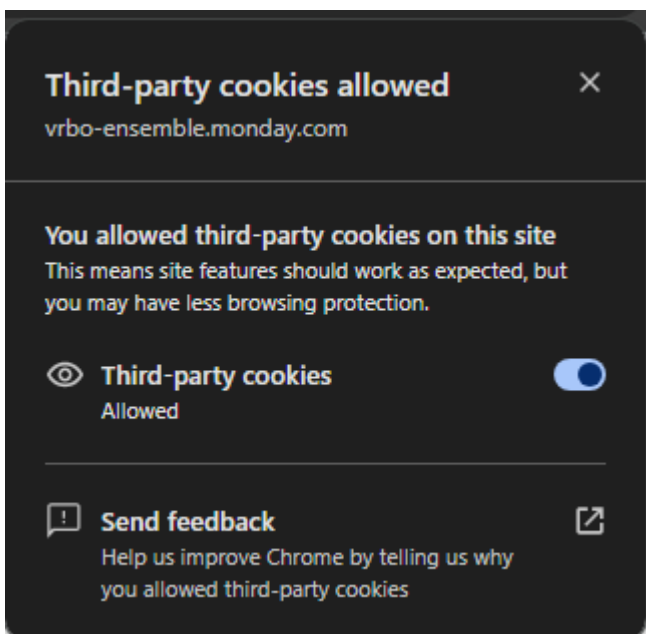 Third-party cookies allowed
vrbo-ensemble.monday.com
You allowed third-party cookies on this site
This means site features should work as expected, but
you may have less browsing protection.
Third-party cookies
Allowed
Send feedback
Help us improve Chrome by telling us why
you allowed third-party cookies